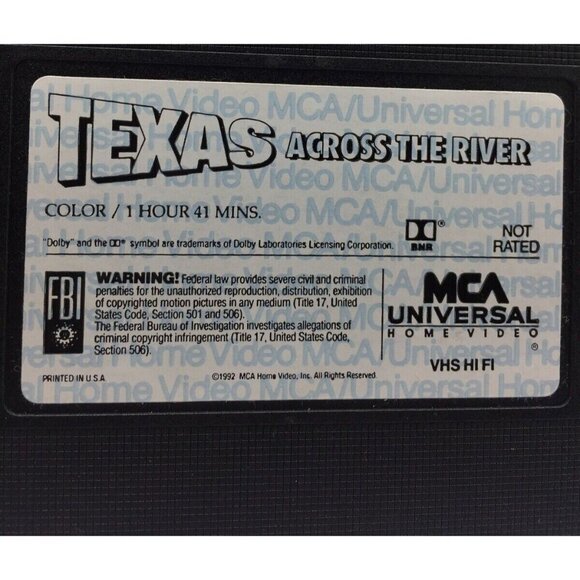 TEXAS ACROSS THE RIVER
COLOR / 1 HOUR 41 MINS.
"Dolby" and the DD® symbol are trademarks of Dolby Laboratories Licensing Corporation.
DD® BNR
NOT RATED
FBI
WARNING! Federal law provides severe civil and criminal
penalties for the unauthorized reproduction, distribution, exhibition
of copyrighted motion pictures in any medium (Title 17, United
States Code, Section 501 and 506).
The Federal Bureau of Investigation investigates allegations of
criminal copyright infringement (Title 17, United States Code,
Section 506).
MCA
UNIVERSAL
HOME VIDEO
®
VHS HI FI
PRINTED IN U.S.A
©1992 MCA Home Video, Inc. All Rights Reserved.